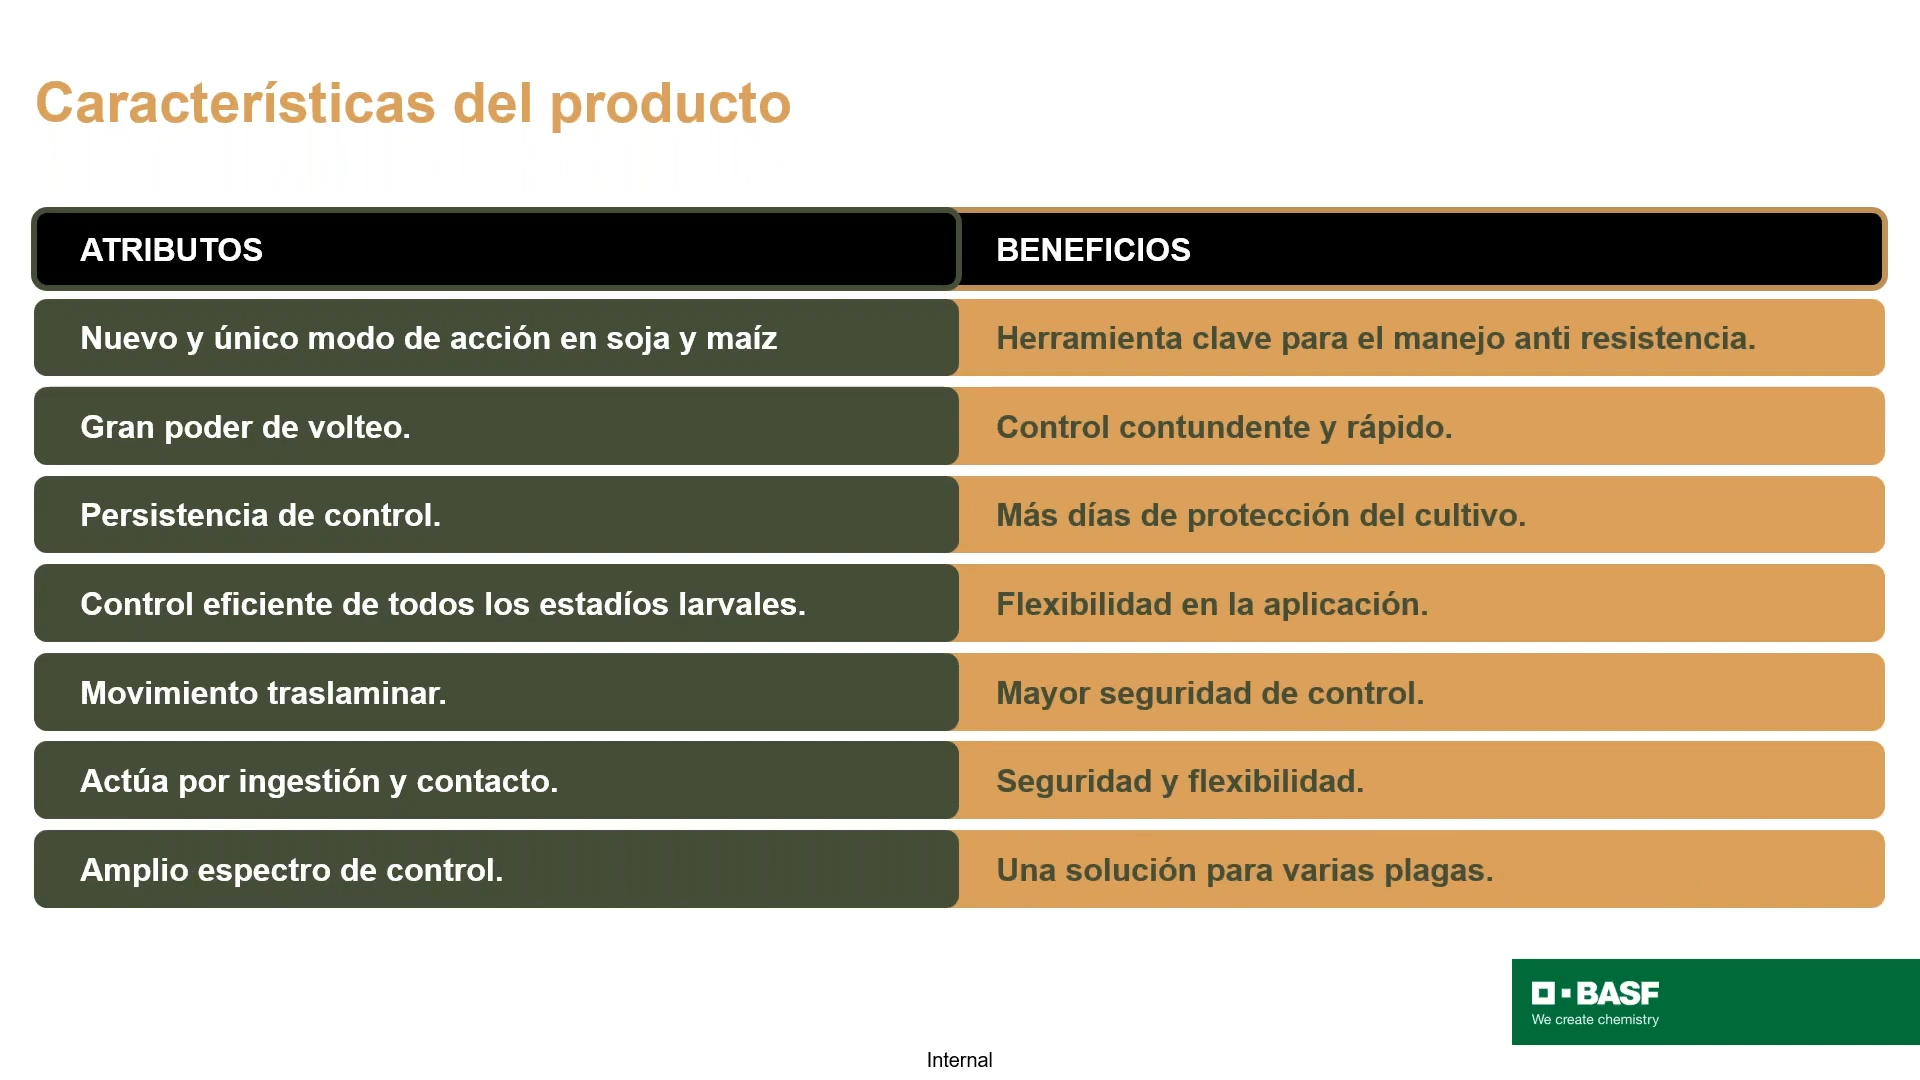 Características del producto
ATRIBUTOS
BENEFICIOS
Nuevo y único modo de acción en soja y maíz
Herramienta clave para el manejo anti resistencia.
Gran poder de volteo.
Control contundente y rápido.
Persistencia de control.
Más días de protección del cultivo.
Control eficiente de todos los estadíos larvales.
Flexibilidad en la aplicación.
Movimiento traslaminar.
Mayor seguridad de control.
Actúa por ingestión y contacto.
Seguridad y flexibilidad.
Amplio espectro de control.
Una solución para varias plagas.
BASF
We create chemistry
Internal